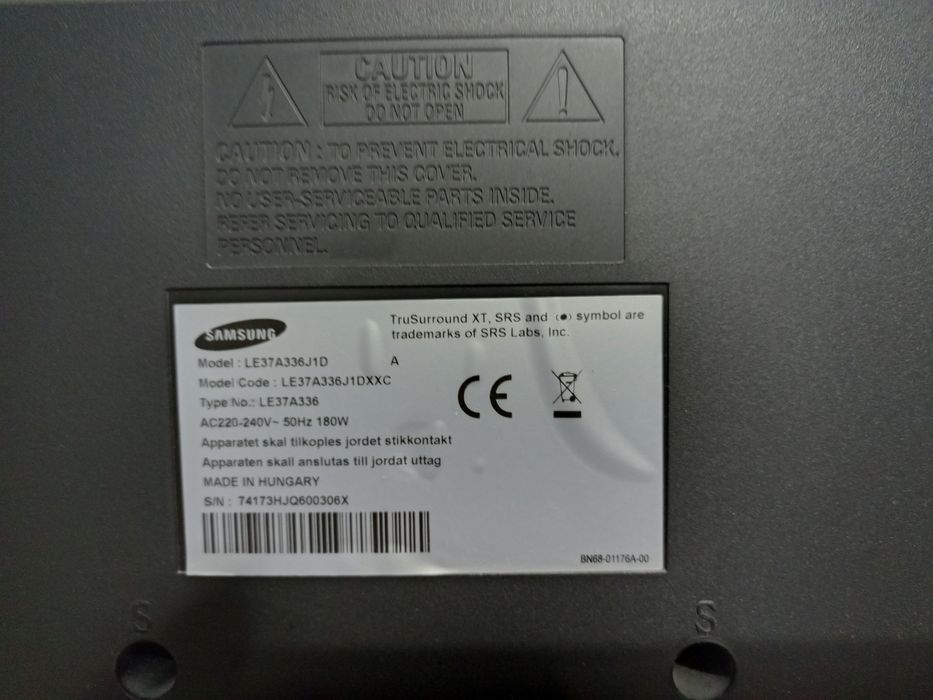 CAUTION
RISK OF ELECTRIC SHOCK
DO NOT OPEN
CAUTION : TO PREVENT ELECTRICAL SHOCK,
DO NOT REMOVE THIS COVER.
NO USER-SERVICEABLE PARTS INSIDE.
REFER SERVICING TO QUALIFIED SERVICE
PERSONNEL.
SAMSUNG
TruSurround XT, SRS and (●) symbol are
trademarks of SRS Labs, Inc.
Model : LE37A336J1D A
Model Code : LE37A336J1DXXC
Type No.: LE37A336
AC220-240V~ 50Hz 180W
Apparatet skal tilkoples jordet stikkontakt
Apparaten skall anslutas till jordat uttag
MADE IN HUNGARY
S/N : 74173HJQ600306X
CE
BN68-01176A-00
S
S